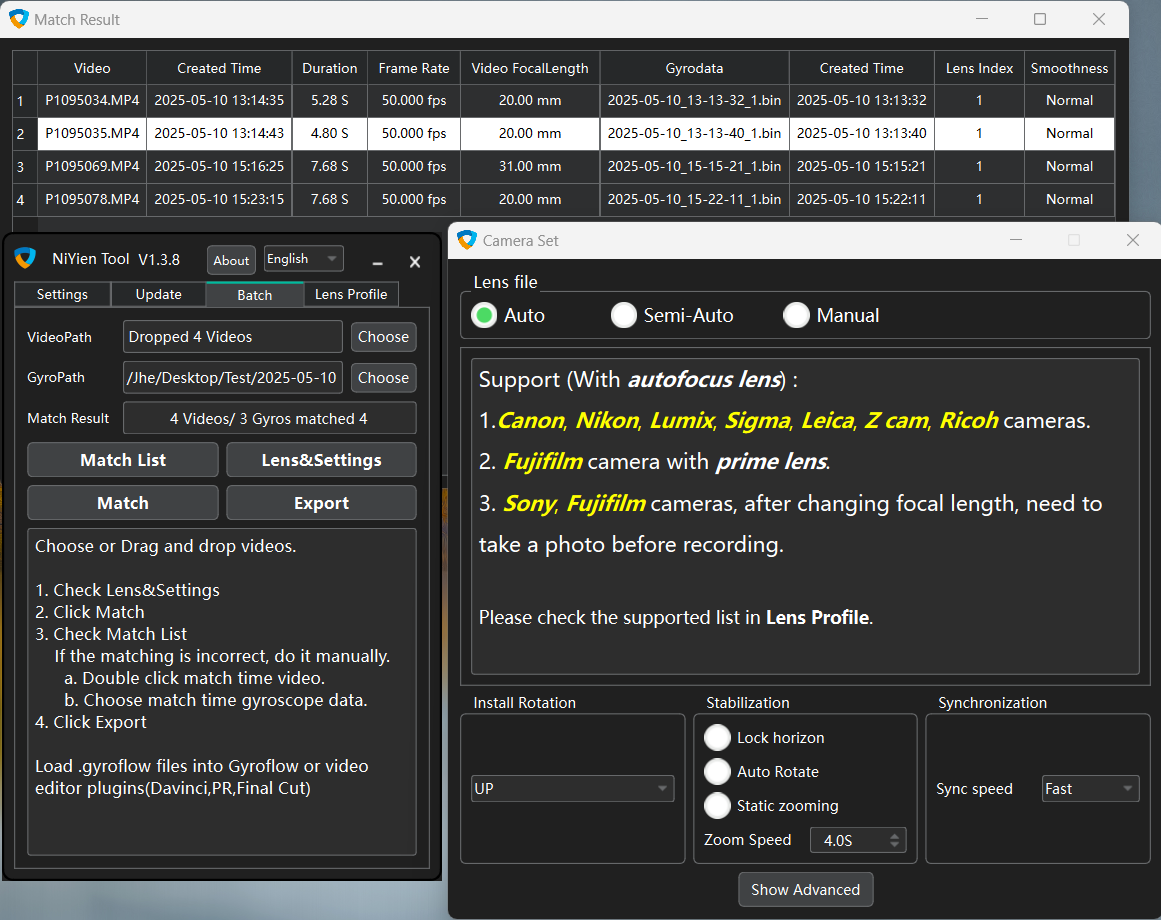 Match Result
Video Created Time Duration Frame Rate Video FocalLength Gyrodata Created Time Lens Index Smoothness
1 P1095034.MP4 2025-05-10 13:14:35 5.28 S 50.000 fps 20.00 mm 2025-05-10_13-13-32_1.bin 2025-05-10 13:13:32 1 Normal
2 P1095035.MP4 2025-05-10 13:14:43 4.80 S 50.000 fps 20.00 mm 2025-05-10_13-13-40_1.bin 2025-05-10 13:13:40 1 Normal
3 P1095069.MP4 2025-05-10 15:16:25 7.68 S 50.000 fps 31.00 mm 2025-05-10_15-15-21_1.bin 2025-05-10 15:15:21 1 Normal
4 P1095078.MP4 2025-05-10 15:23:15 7.68 S 50.000 fps 20.00 mm 2025-05-10_15-22-11_1.bin 2025-05-10 15:22:11 1 Normal
NiYien Tool V1.3.8 About English
Settings Update Batch Lens Profile
VideoPath Dropped 4 Videos Choose
GyroPath /Jhe/Desktop/Test/2025-05-10 Choose
Match Result 4 Videos/ 3 Gyros matched 4
Match List Lens&Settings
Match Export
Choose or Drag and drop videos.
1. Check Lens&Settings
2. Click Match
3. Check Match List
If the matching is incorrect, do it manually.
a. Double click match time video.
b. Choose match time gyroscope data.
4. Click Export
Load .gyroflow files into Gyroflow or video
editor plugins(Davinci,PR,Final Cut)
Camera Set
Lens file
Auto Semi-Auto Manual
Support (With autofocus lens) :
1.Canon, Nikon, Lumix, Sigma, Leica, Z cam, Ricoh cameras.
2. Fujifilm camera with prime lens.
3. Sony, Fujifilm cameras, after changing focal length, need to
take a photo before recording.
Please check the supported list in Lens Profile.
Install Rotation
UP
Stabilization
Lock horizon
Auto Rotate
Static zooming
Zoom Speed 4.0S
Synchronization
Sync speed Fast
Show Advanced